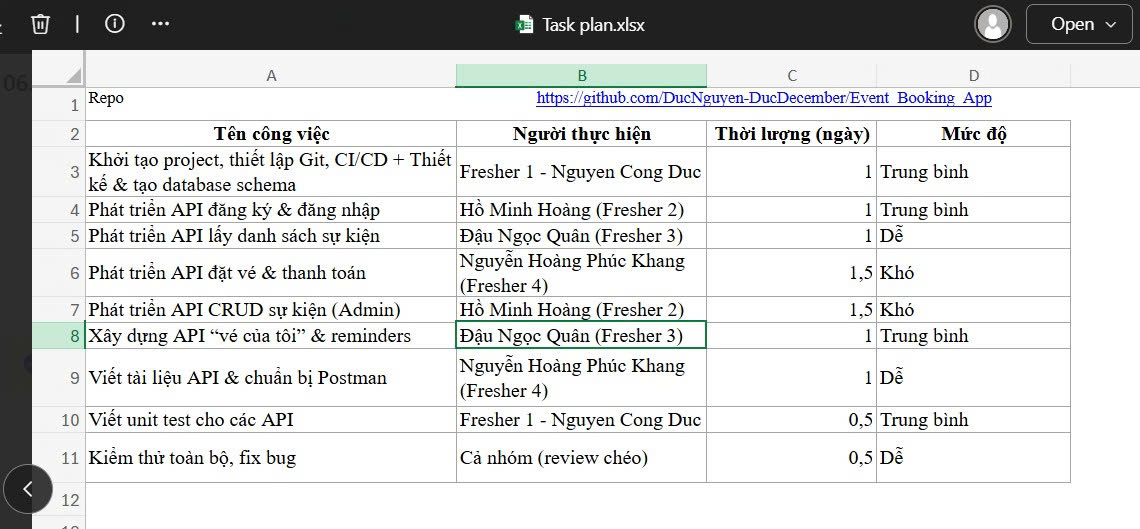 Task plan.xlsx
Open
06.
A B C D
1 Repo https://github.com/DucNguyen-DucDecember/Event_Booking_App
2 Tên công việc Người thực hiện Thời lượng (ngày) Mức độ
Khởi tạo project, thiết lập Git, CI/CD + Thiết
3 kế & tạo database schema Fresher 1 - Nguyen Cong Duc 1 Trung bình
4 Phát triển API đăng ký & đăng nhập Hồ Minh Hoàng (Fresher 2) 1 Trung bình
5 Phát triển API lấy danh sách sự kiện Đậu Ngọc Quân (Fresher 3) 1 Dễ
6 Phát triển API đặt vé & thanh toán Nguyễn Hoàng Phúc Khang
(Fresher 4) 1,5 Khó
7 Phát triển API CRUD sự kiện (Admin) Hồ Minh Hoàng (Fresher 2) 1,5 Khó
8 Xây dựng API “vé của tôi” & reminders Đậu Ngọc Quân (Fresher 3) 1 Trung bình
9 Viết tài liệu API & chuẩn bị Postman Nguyễn Hoàng Phúc Khang
(Fresher 4) 1 Dễ
10 Viết unit test cho các API Fresher 1 - Nguyen Cong Duc 0,5 Trung bình
11 Kiểm thử toàn bộ, fix bug Cả nhóm (review chéo) 0,5 Dễ
12